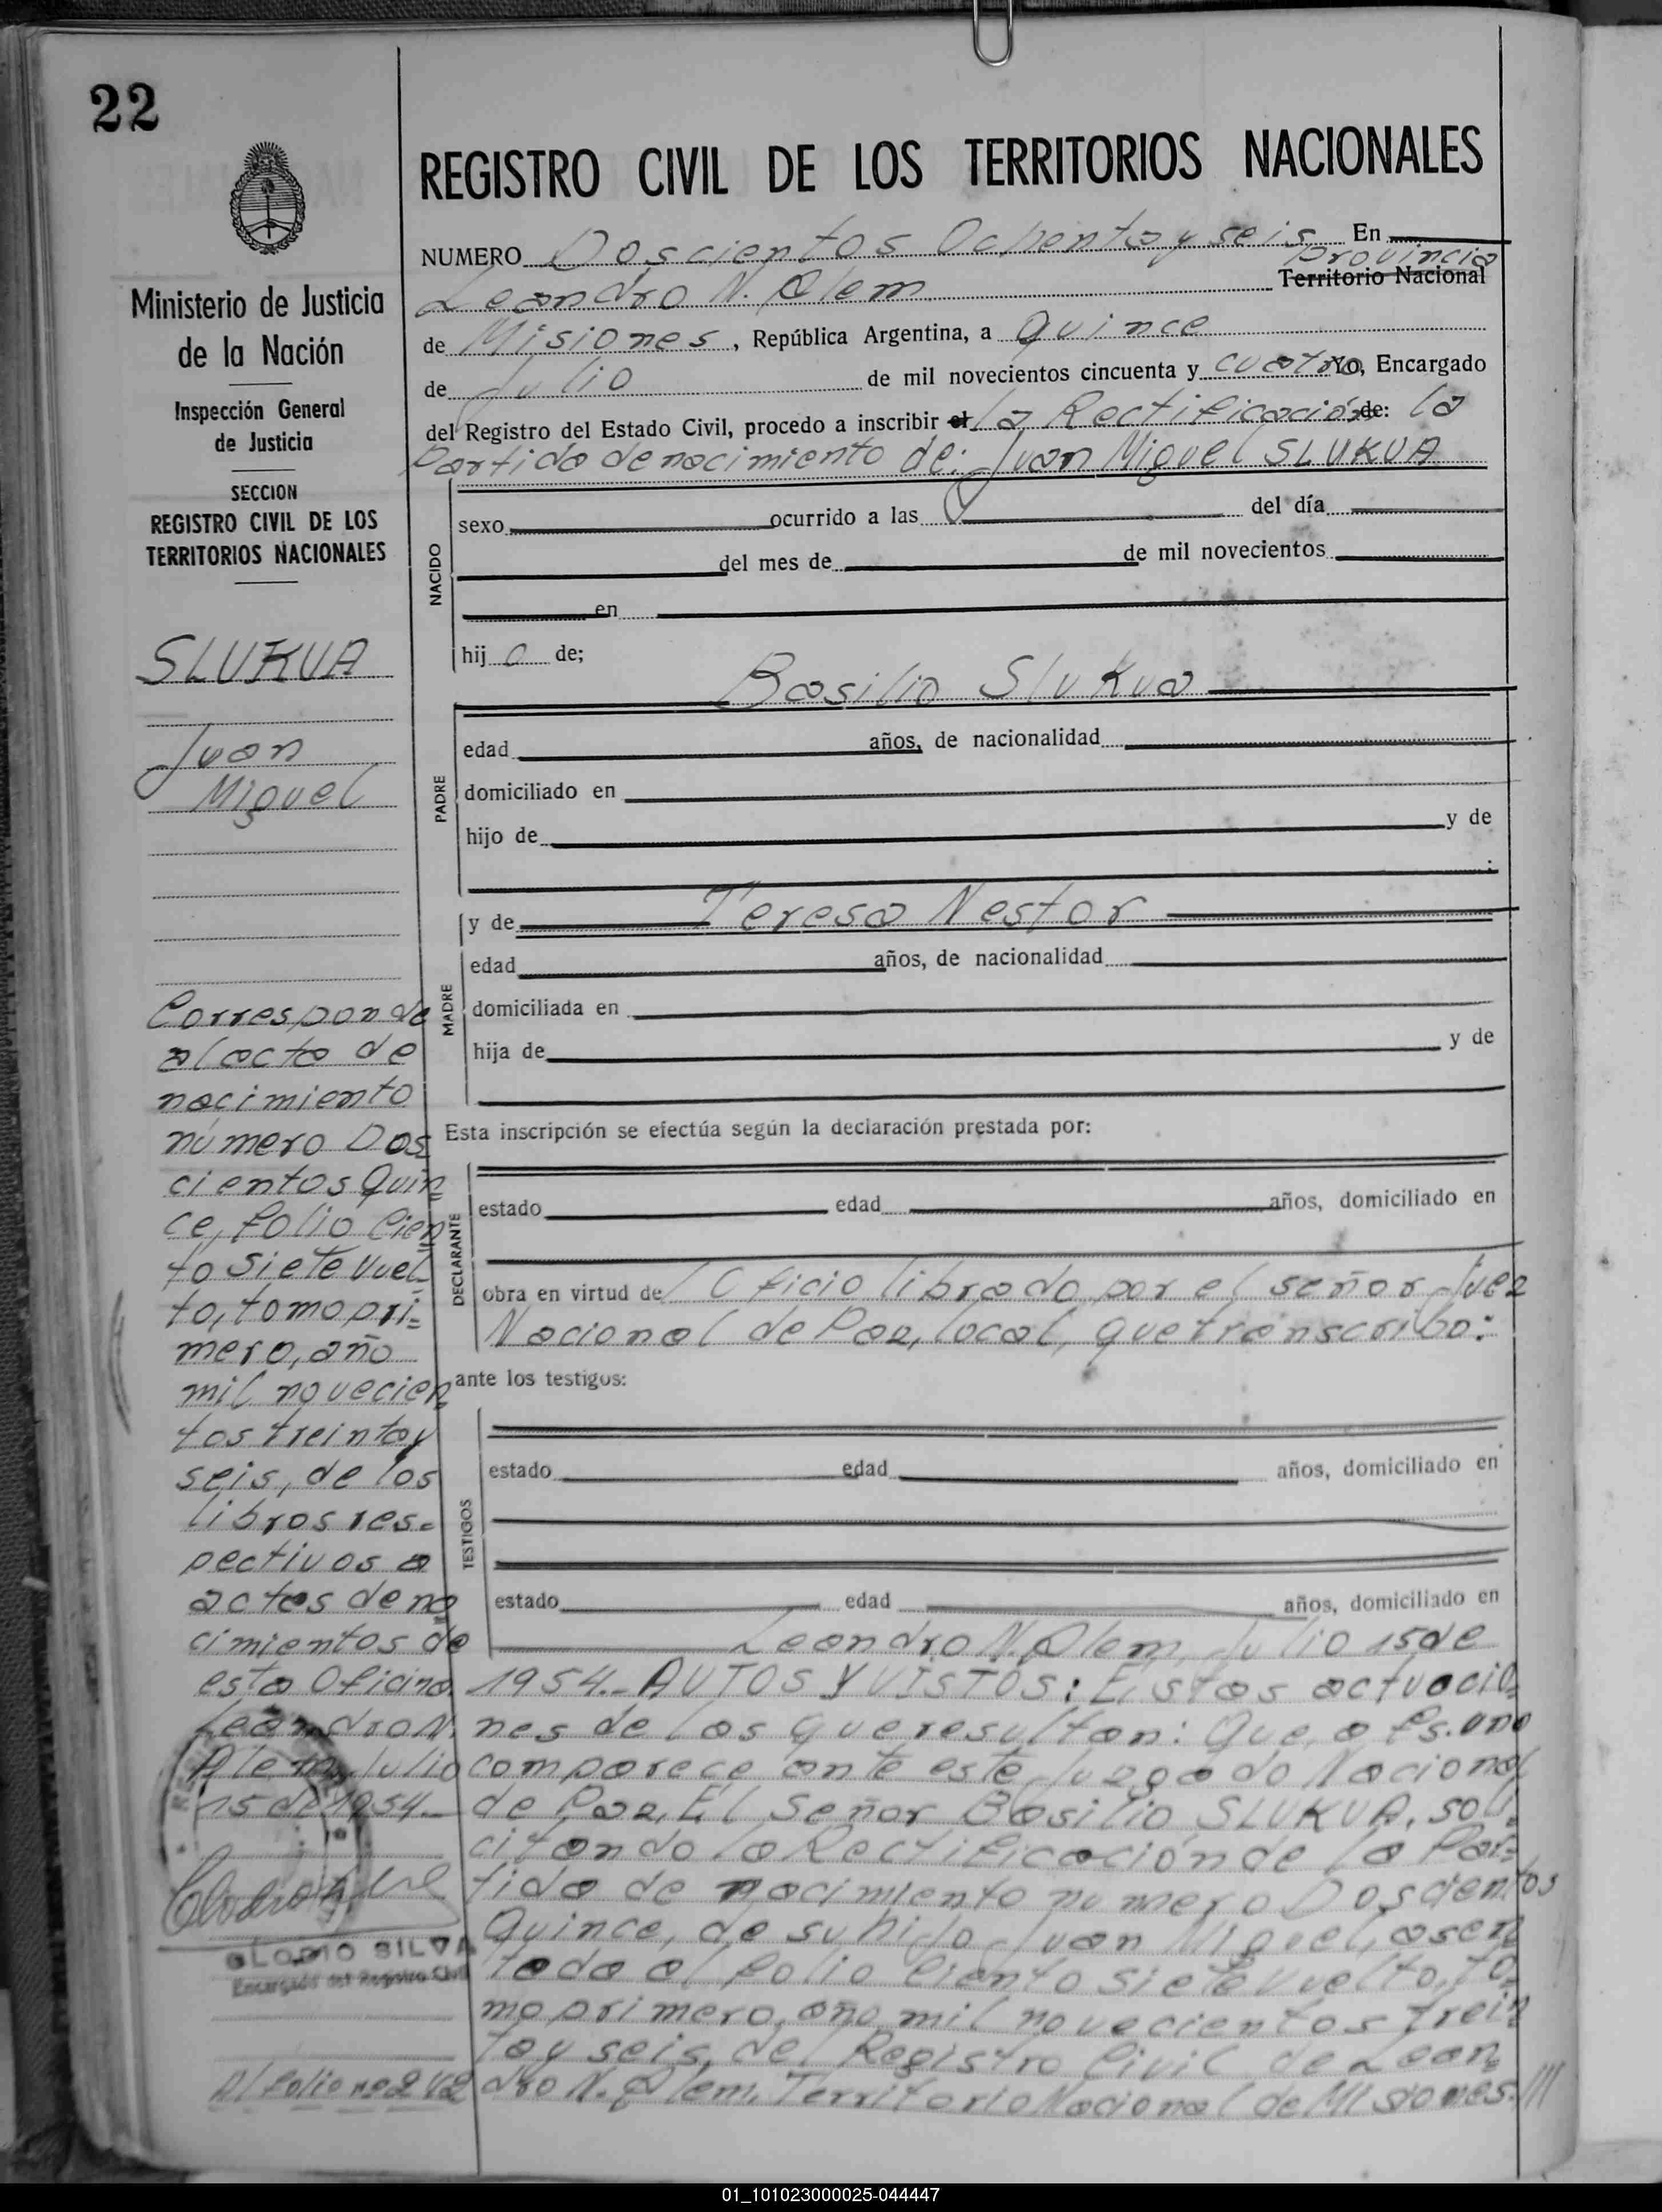 22
Ministerio de Justicia
de la Nación
Inspección General
de Justicia
SECCION
REGISTRO CIVIL DE LOS
TERRITORIOS NACIONALES
SLUKUA
Juan
Miguel
Corresponde
al acta de
nacimiento
número Dos
cientos Quin
ce, folio Cien
to Siete Vuel
to, tomo pri=
mero, año
mil novecien
tos treinta y
seis, de los
libros res=
pectivos a
actas de na
cimientos de
esta Oficina.
Leandro N.
Alem, Julio
15 de 1954.-
CLODIO SILVA
Encargado del Registro Civil
Al folio nº 242
REGISTRO CIVIL DE LOS TERRITORIOS NACIONALES
NUMERO Doscientos Ochenta y seis En
Provincia
Leandro N. Alem Territorio Nacional
de Misiones, República Argentina, a Quince
de Julio de mil novecientos cincuenta y cuatro Yo, Encargado
del Registro del Estado Civil, procedo a inscribir el la Rectificación de: la
Partida de nacimiento de: Juan Miguel SLUKUA
NACIDO
sexo ocurrido a las del día
del mes de de mil novecientos
en
hij o de;
Basilio Slukua
PADRE
edad años, de nacionalidad
domiciliado en
hijo de y de
;
MADRE
y de Teresa Nestor
edad años, de nacionalidad
domiciliada en
hija de y de
Esta inscripción se efectúa según la declaración prestada por:
DECLARANTE
estado edad años, domiciliado en
obra en virtud de l Oficio librado por el señor Juez
Nacional de Paz, local, que transcribo:
ante los testigos:
TESTIGOS
estado edad años, domiciliado en
estado edad años, domiciliado en
Leandro N. Alem, Julio 15 de
1954.- AUTOS Y VISTOS: Estas actuacio=
nes de las que resultan: Que, a fs. uno
comparece ante este Juzgado Nacional
de Paz, El Señor Basilio SLUKUA, soli=
citando la Rectificación de la Par=
tida de nacimiento numero Doscientos
Quince, de su hijo Juan Miguel, asen
tada al folio Ciento siete Vuelto, To=
mo primero, año mil novecientos trein
ta y seis, del Registro Civil de Lean
dro N. Alem, Territorio Nacional de Misiones.///
01_101023000025-044447